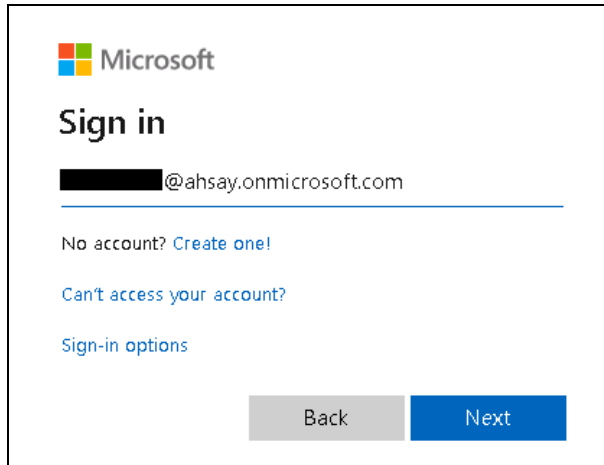 Microsoft
Sign in
@ahsay.onmicrosoft.com
No account? Create one!
Can't access your account?
Sign-in options
Back
Next